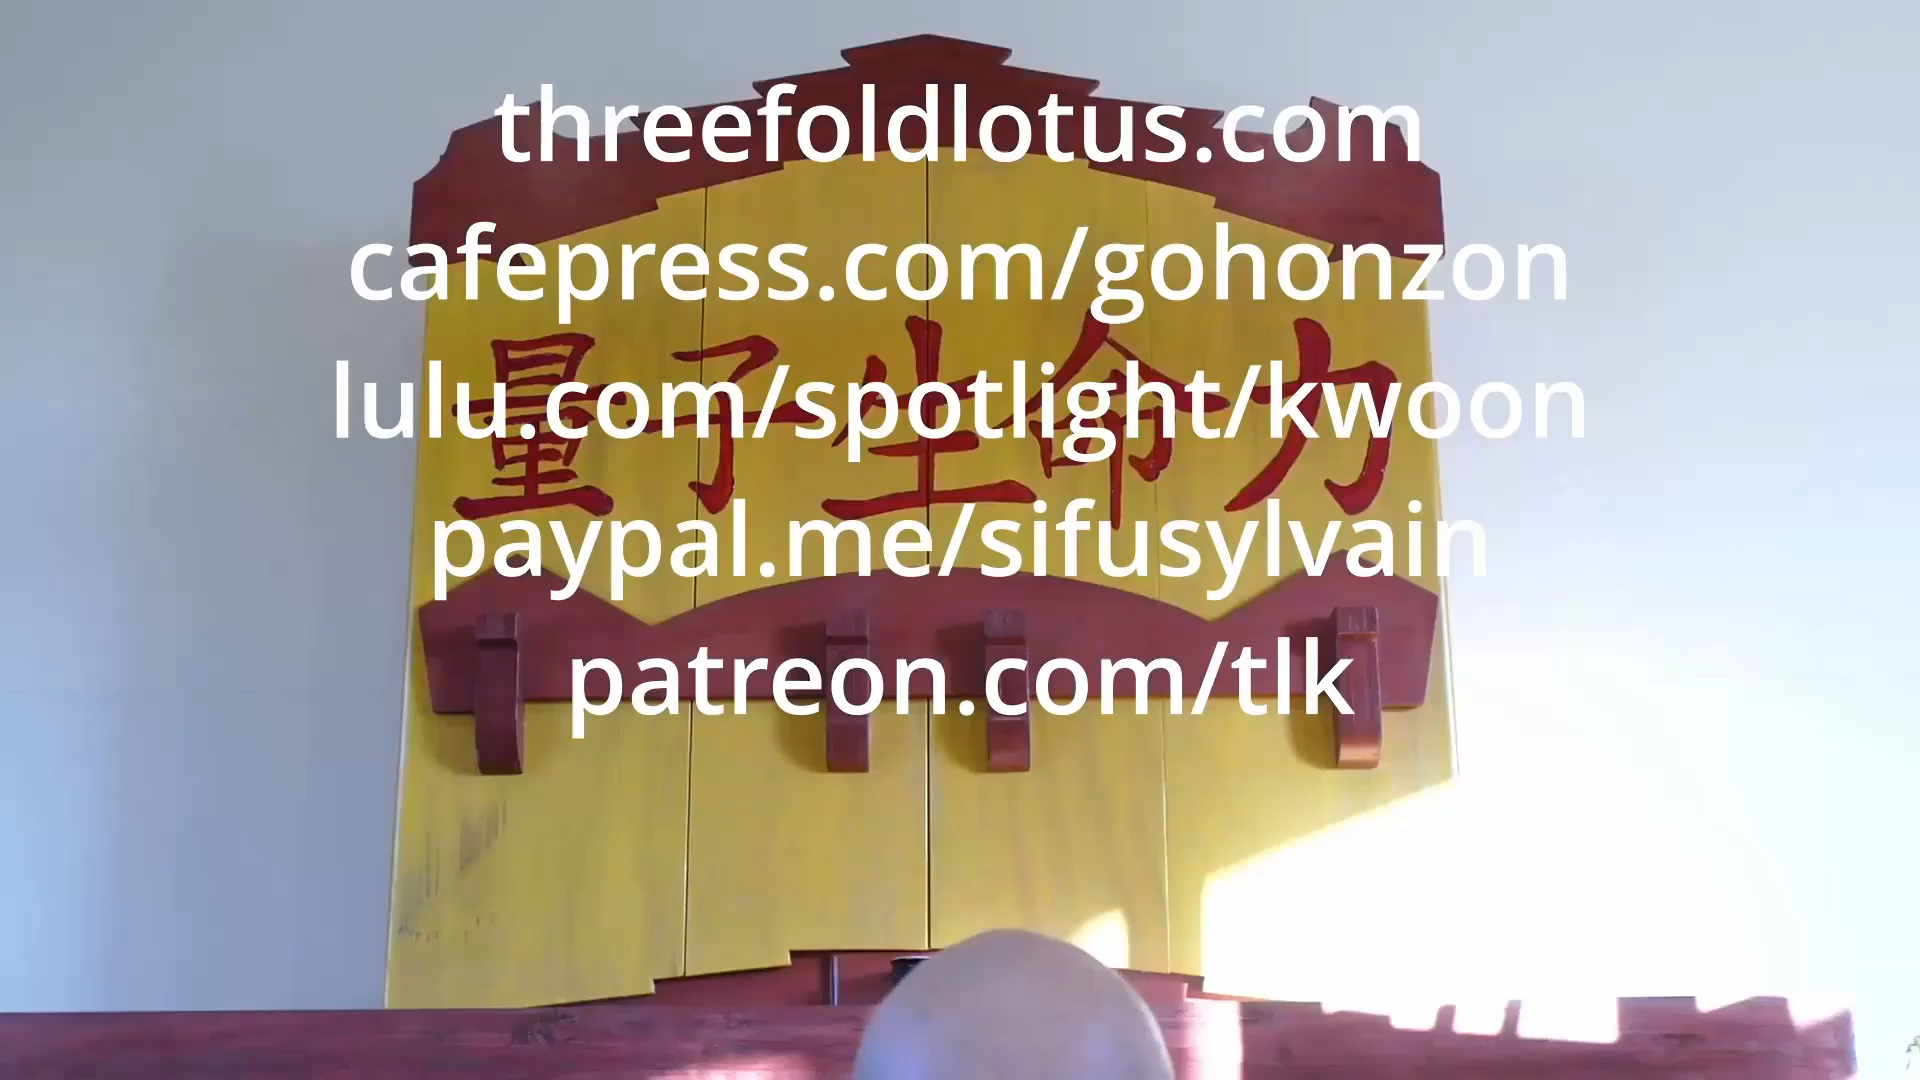 threefoldlotus.com
cafepress.com/gohonzon
lulu.com/spotlight/kwoon
量子生命力
paypal.me/sifusylvain
patreon.com/tlk